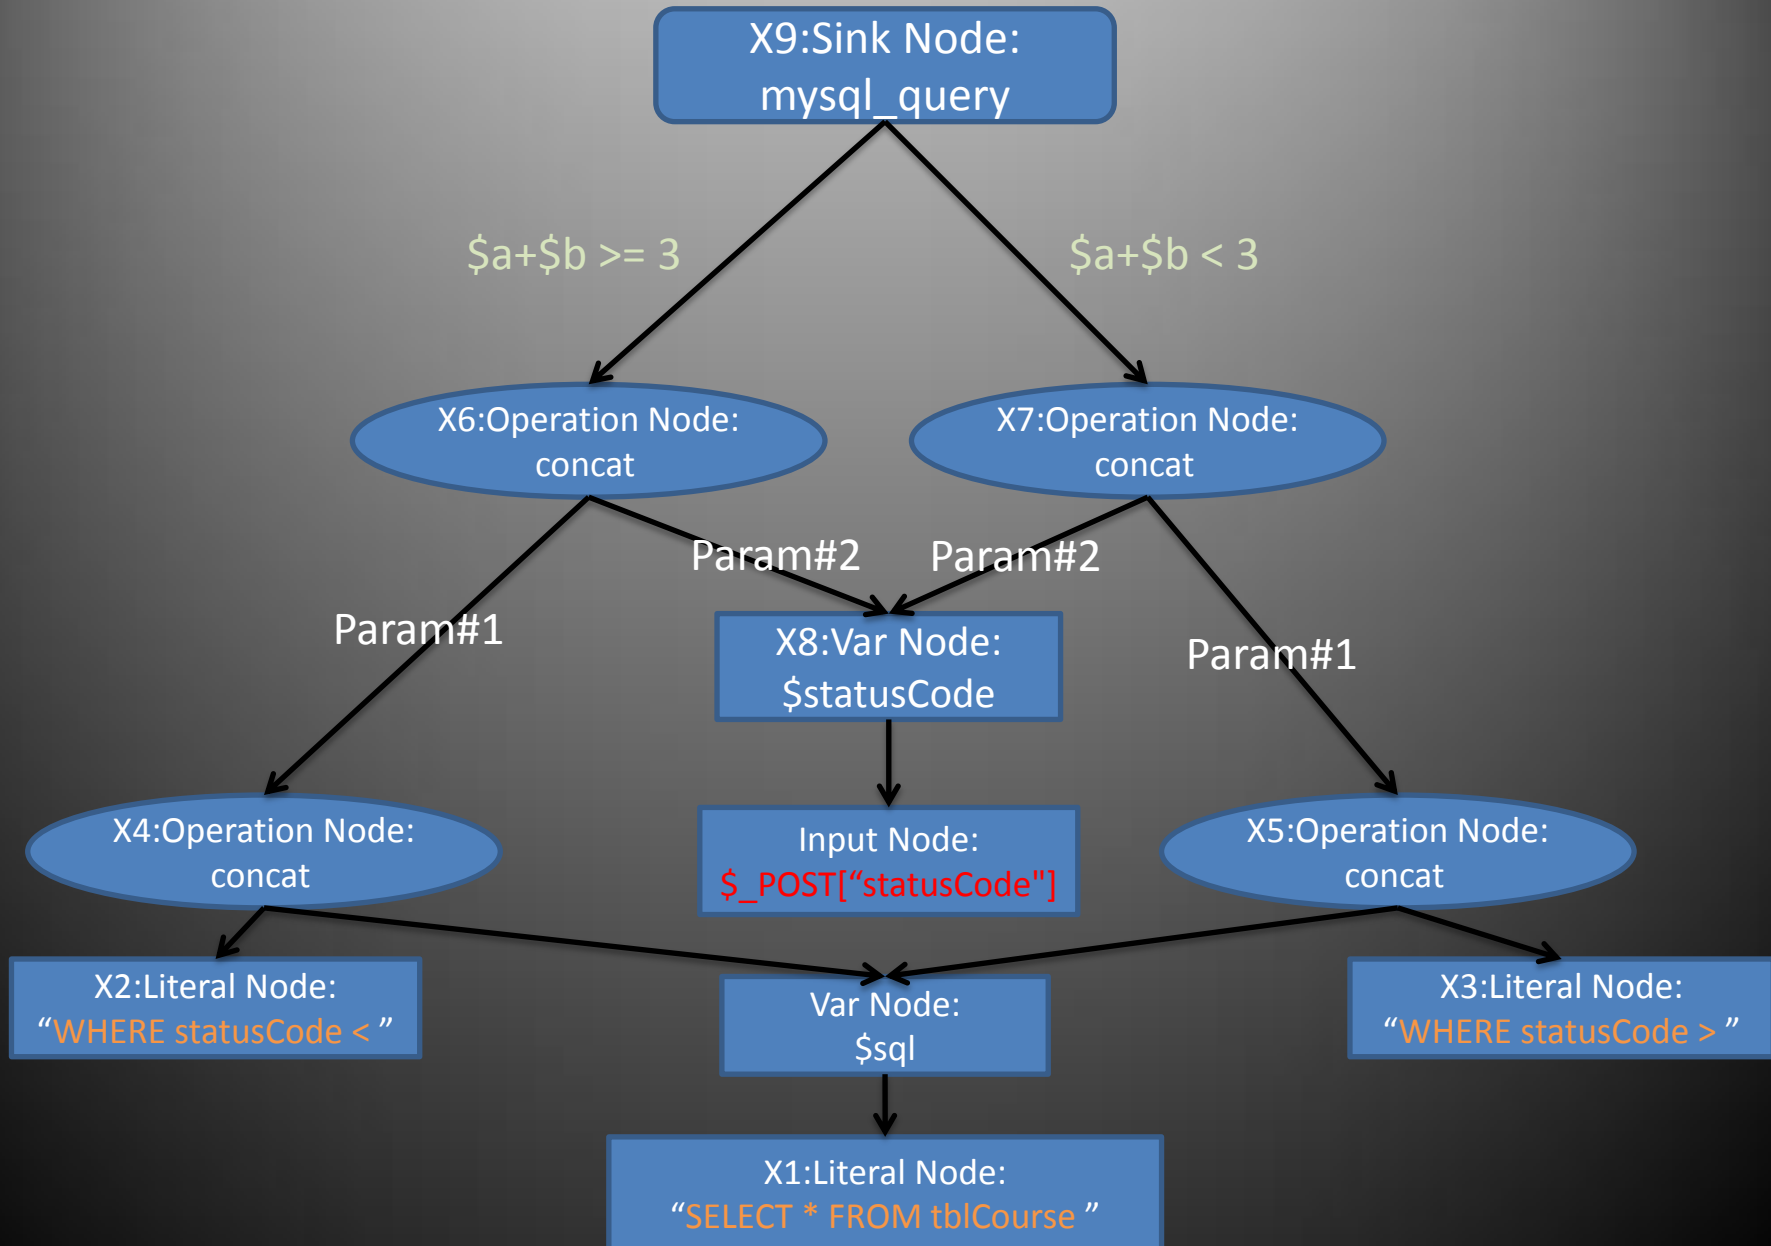 X9:Sink Node:
mysql_query
$a+$b >= 3
$a+$b < 3
X6:Operation Node:
concat
X7:Operation Node:
concat
Param#2
Param#2
Param#1
Param#1
X8:Var Node:
$statusCode
X4:Operation Node:
concat
Input Node:
$_POST[“statusCode"]
X5:Operation Node:
concat
X2:Literal Node:
“WHERE statusCode < ”
Var Node:
$sql
X3:Literal Node:
“WHERE statusCode > ”
X1:Literal Node:
“SELECT * FROM tblCourse ”